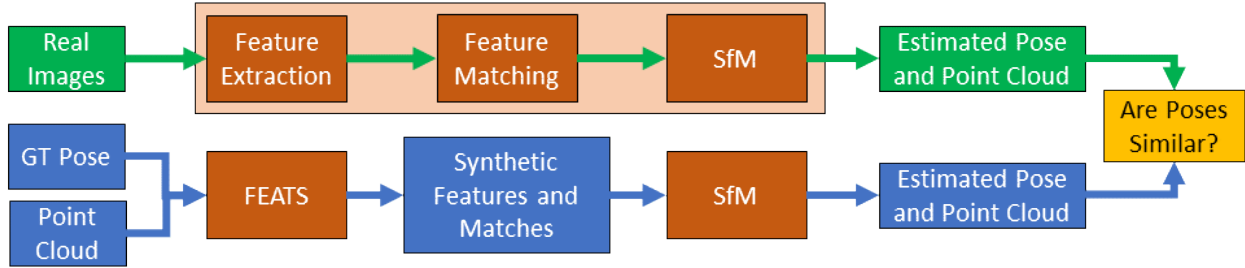 Real
Images
Feature
Extraction
Feature
Matching
SfM
Estimated Pose
and Point Cloud
Are Poses
Similar?
GT Pose
Point
Cloud
FEATS
Synthetic
Features and
Matches
SfM
Estimated Pose
and Point Cloud